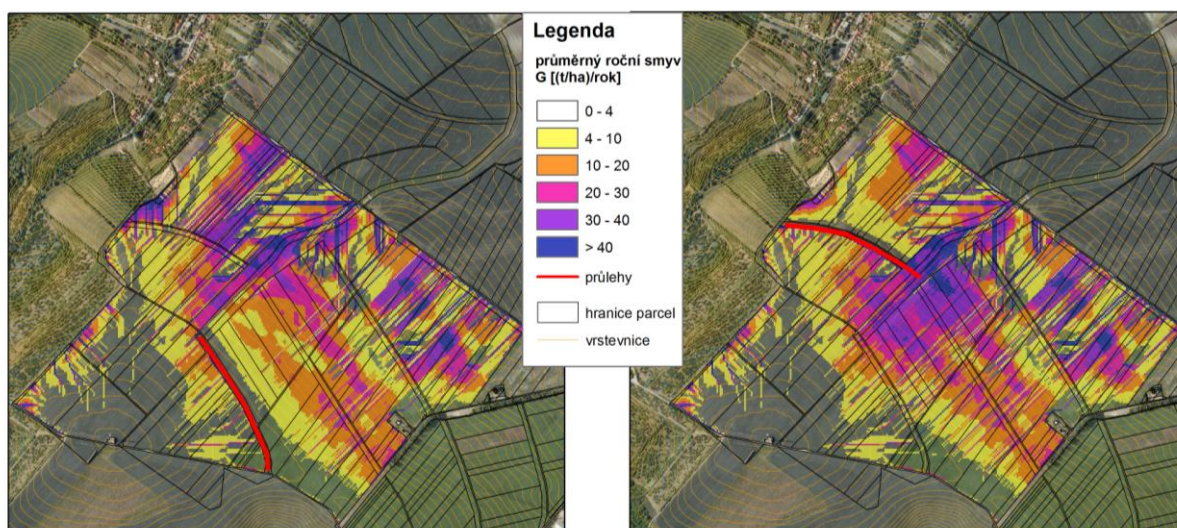 Legenda
průměrný roční smyv
G [(t/ha)/rok]
0 - 4
4 - 10
10 - 20
20 - 30
30 - 40
> 40
průlehy
hranice parcel
vrstevnice